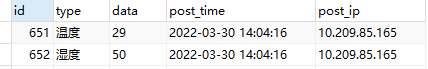 id type data post_time post_ip
651 温度 29 2022-03-30 14:04:16 10.209.85.165
652 湿度 50 2022-03-30 14:04:16 10.209.85.165